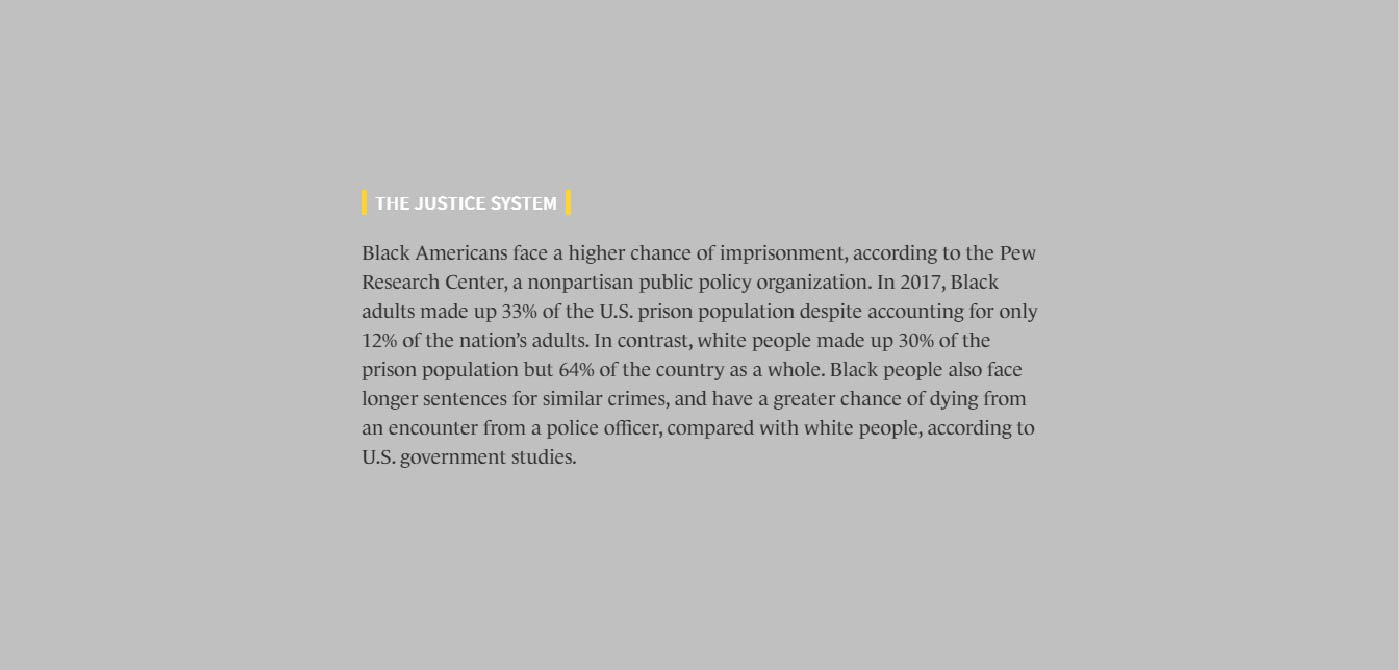 THE JUSTICE SYSTEM
Black Americans face a higher chance of imprisonment, according to the Pew
Research Center, a nonpartisan public policy organization. In 2017, Black
adults made up 33% of the U.S. prison population despite accounting for only
12% of the nation’s adults. In contrast, white people made up 30% of the
prison population but 64% of the country as a whole. Black people also face
longer sentences for similar crimes, and have a greater chance of dying from
an encounter from a police officer, compared with white people, according to
U.S. government studies.